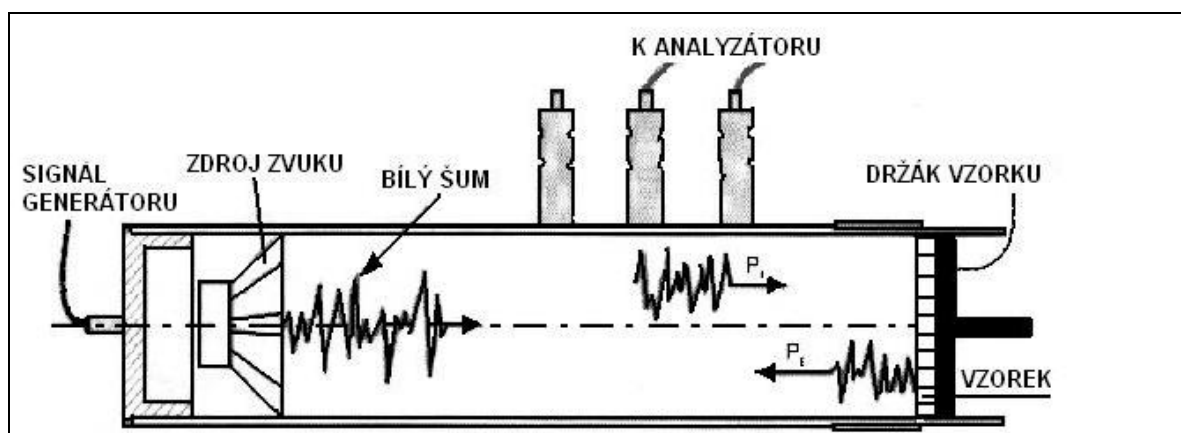 K ANALYZÁTORU
ZDROJ ZVUKU
BÍLÝ ŠUM
DRŽÁK VZORKU
SIGNÁL
GENERÁTORU
P
P
VZOREK